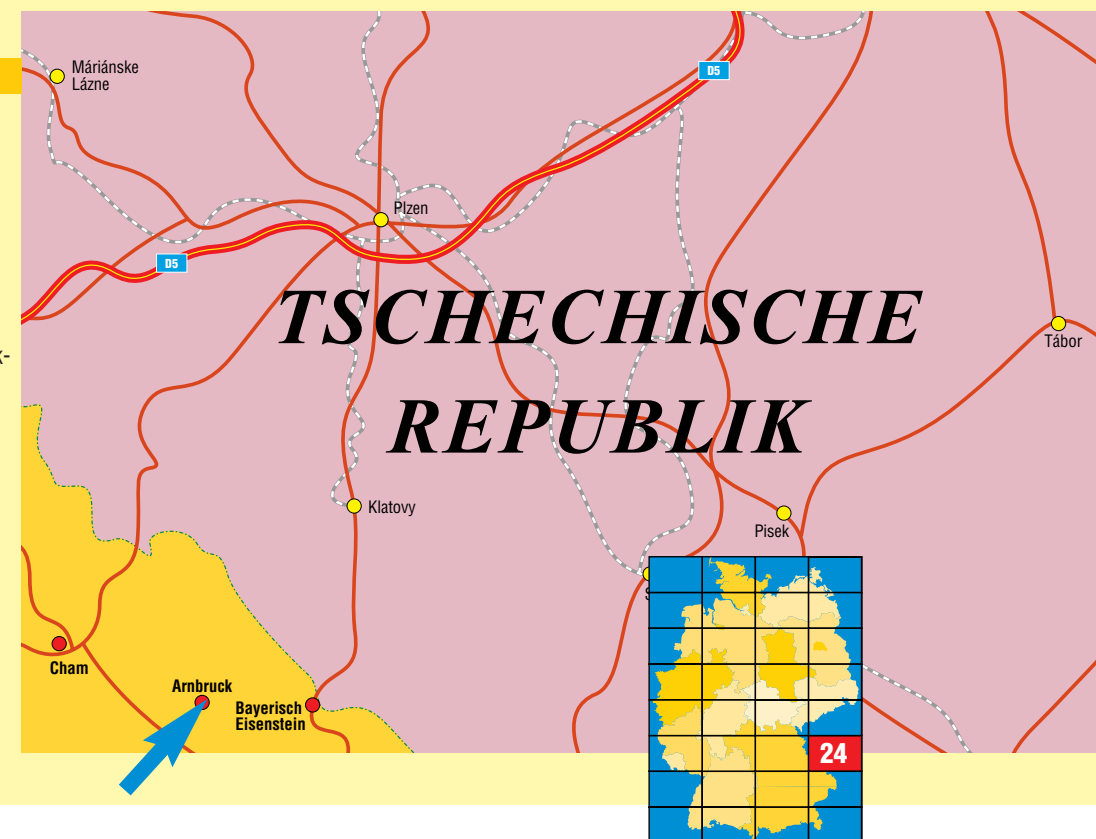 Máriánske
Lázne
D5
Plzen
D5
TSCHECHISCHE
Tábor
REPUBLIK
Klatovy
Pisek
Cham
Arnbruck
Bayerisch
Eisenstein
24